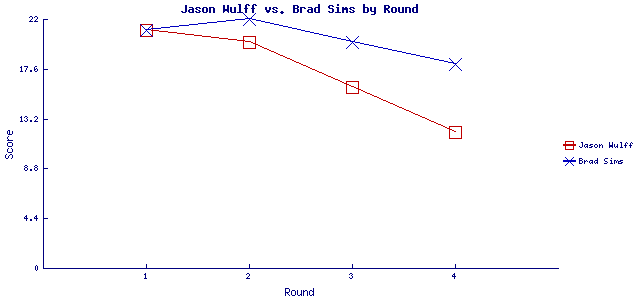 Jason Wulff vs. Brad Sims by Round
22
17.6
13.2
8.8
4.4
0
Score
1 2 3 4
Round
Jason Wulff
Brad Sims